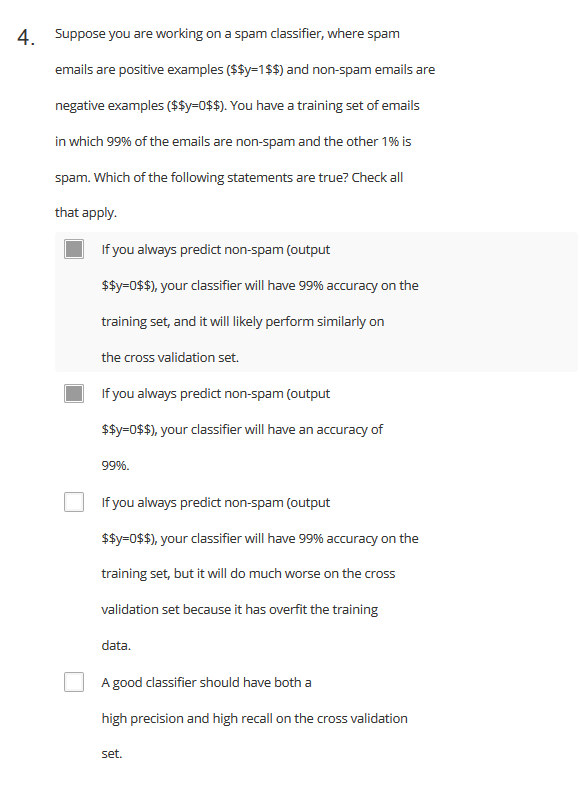 4. Suppose you are working on a spam classifier, where spam
emails are positive examples ($$y=1$$) and non-spam emails are
negative examples ($$y=0$$). You have a training set of emails
in which 99% of the emails are non-spam and the other 1% is
spam. Which of the following statements are true? Check all
that apply.
If you always predict non-spam (output
$$y=0$$), your classifier will have 99% accuracy on the
training set, and it will likely perform similarly on
the cross validation set.
If you always predict non-spam (output
$$y=0$$), your classifier will have an accuracy of
99%.
If you always predict non-spam (output
$$y=0$$), your classifier will have 99% accuracy on the
training set, but it will do much worse on the cross
validation set because it has overfit the training
data.
A good classifier should have both a
high precision and high recall on the cross validation
set.